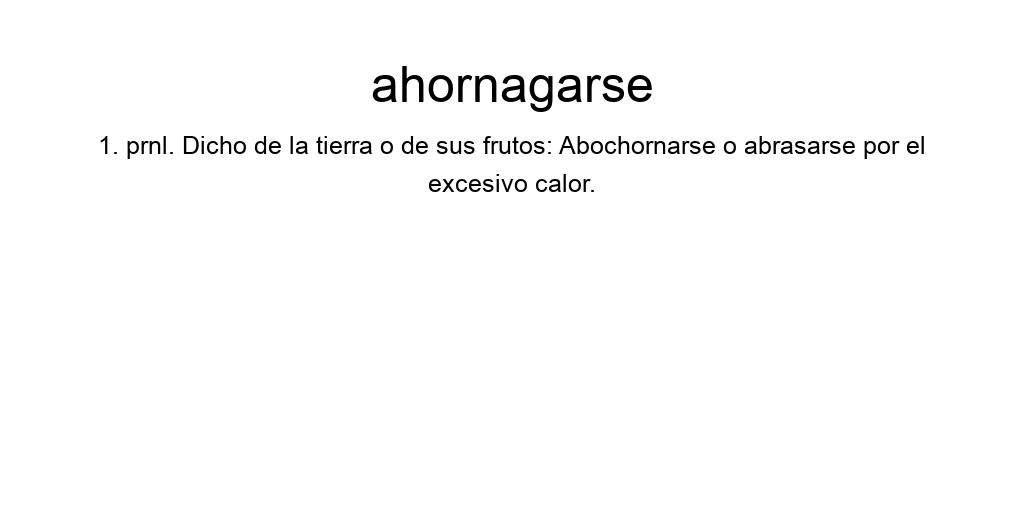 ahornagarse
1. prnl. Dicho de la tierra o de sus frutos: Abochornarse o abrasarse por el
excesivo calor.